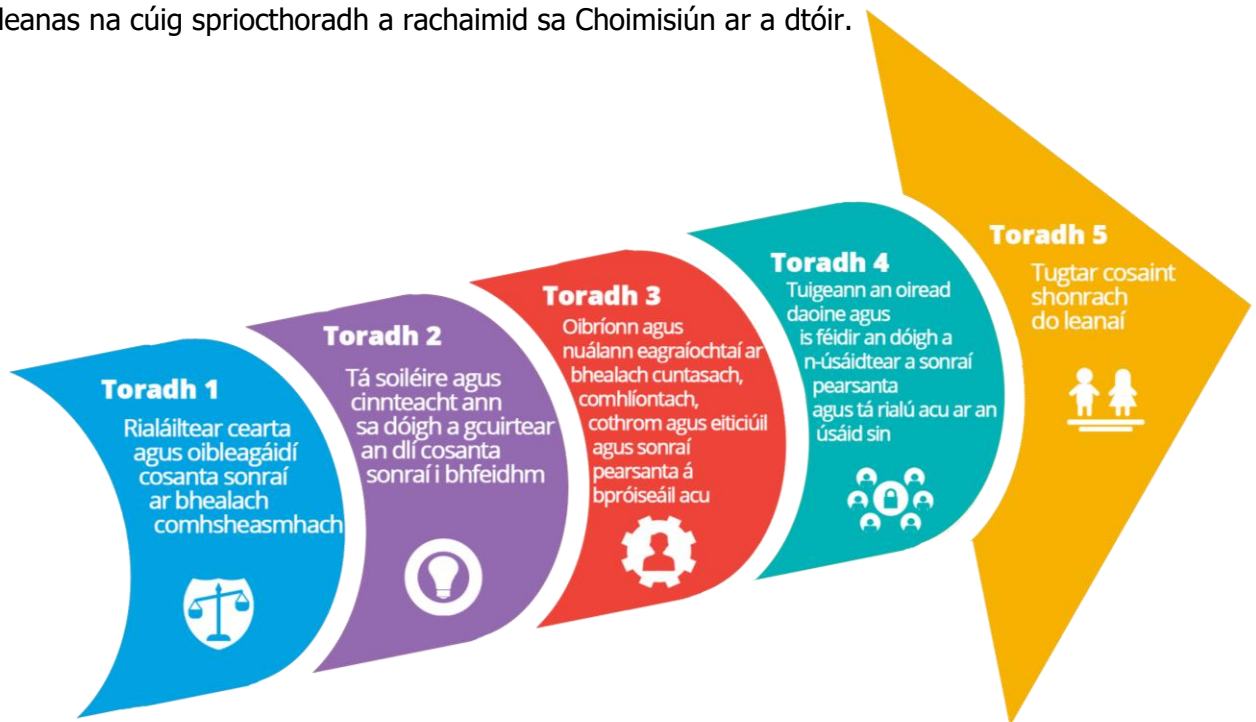 leanas na cúig spriocthoradh a rachaimid sa Choimisiún ar a dtóir.
Toradh 1
Rialáiltear cearta
agus oibleagáidí
cosanta sonraí
ar bhealach
comhsheasmhach
Toradh 2
Tá soiléire agus
cinnteacht ann
sa dóigh a gcuirtear
an dlí cosanta
sonraí i bhfeidhm
Toradh 3
Oibríonn agus
nuálann eagraíochtaí ar
bhealach cuntasach,
comhlíontach,
cothrom agus eiticiúil
agus sonraí
pearsanta á
bpróiseáil acu
Toradh 4
Tuigeann an oiread
daoine agus
is féidir an dóigh a
n-úsáidtear a sonraí
pearsanta
agus tá rialú acu ar an
úsáid sin
Toradh 5
Tugtar cosaint
shonrach
do leanaí